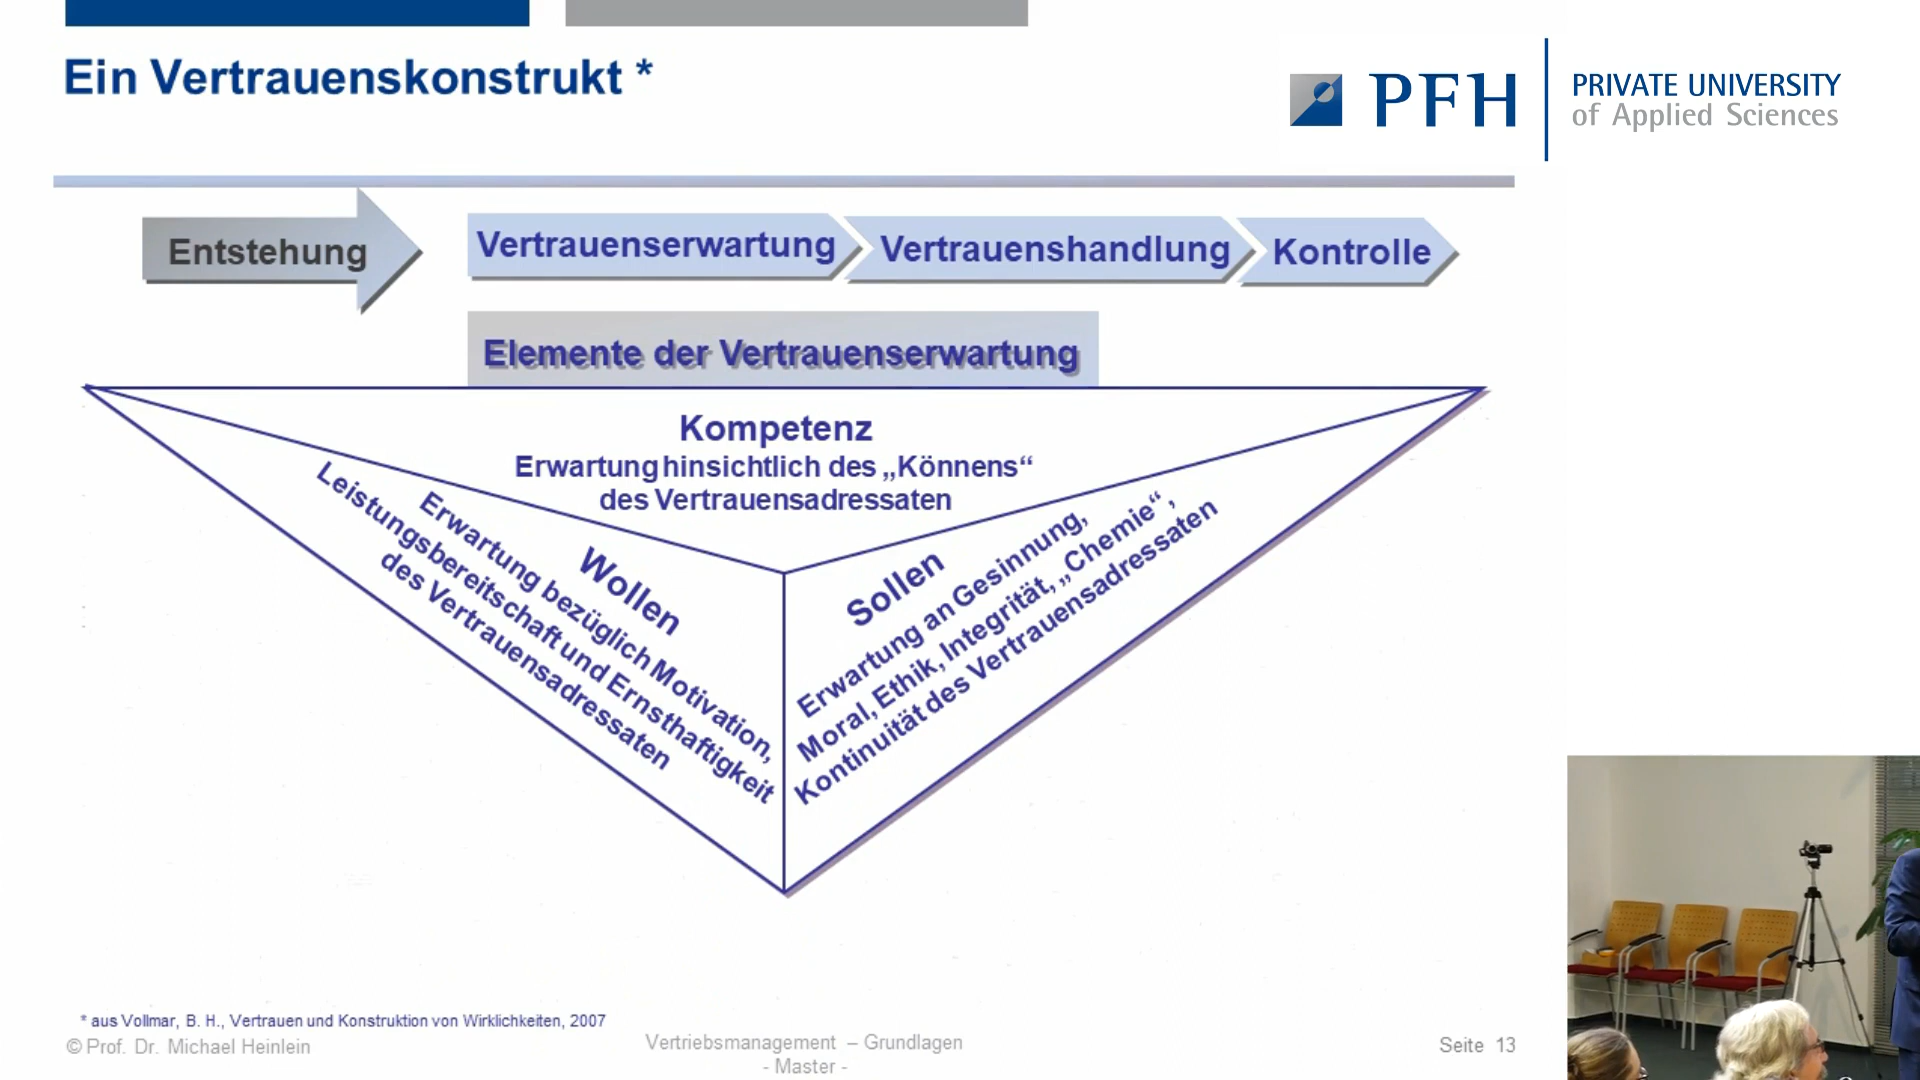 Ein Vertrauenskonstrukt *
PFH
PRIVATE UNIVERSITY
of Applied Sciences
Entstehung
Vertrauenserwartung
Vertrauenshandlung
Kontrolle
Elemente der Vertrauenserwartung
Kompetenz
Erwartung hinsichtlich des „Könnens“
des Vertrauensadressaten
Wollen
Erwartung bezüglich Motivation,
Leistungsbereitschaft und Ernsthaftigkeit
des Vertrauensadressaten
Sollen
Erwartung an Gesinnung,
Moral, Ethik, Integrität, „Chemie“,
Kontinuität des Vertrauensadressaten
* aus Vollmar, B. H., Vertrauen und Konstruktion von Wirklichkeiten, 2007
© Prof. Dr. Michael Heinlein
Vertriebsmanagement – Grundlagen
- Master -
Seite 13